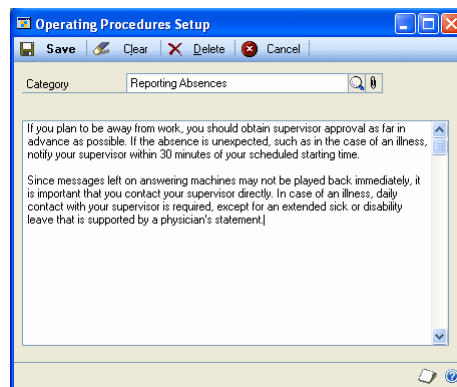 Operating Procedures Setup
Save Clear Delete Cancel
Category Reporting Absences
If you plan to be away from work, you should obtain supervisor approval as far in
advance as possible. If the absence is unexpected, such as in the case of an illness,
notify your supervisor within 30 minutes of your scheduled starting time.
Since messages left on answering machines may not be played back immediately, it
is important that you contact your supervisor directly. In case of an illness, daily
contact with your supervisor is required, except for an extended sick or disability
leave that is supported by a physician's statement.